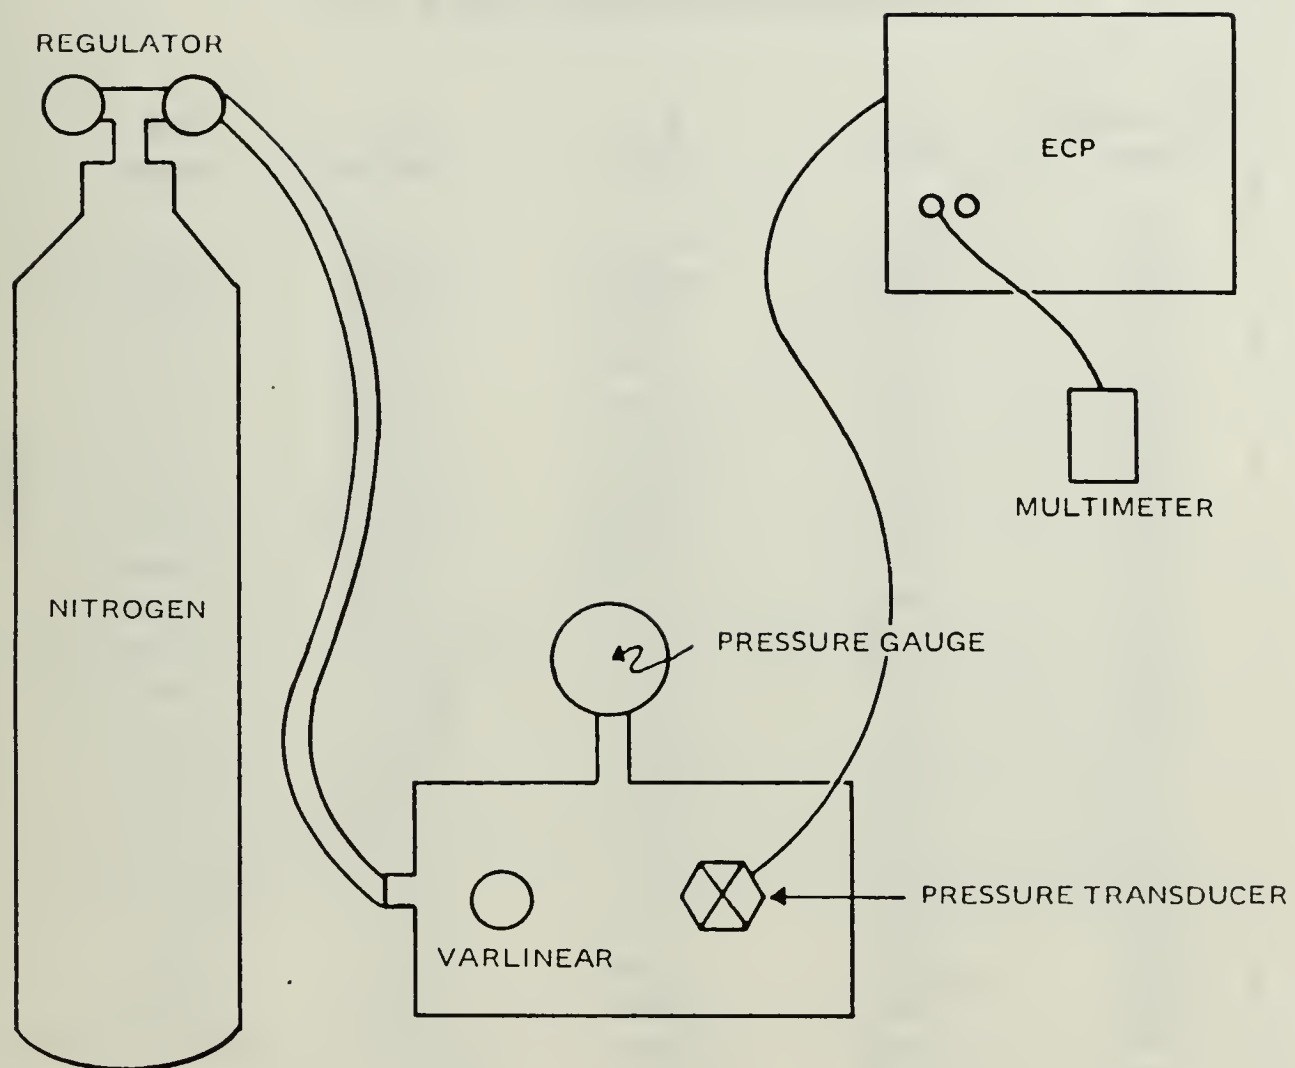 REGULATOR
ECP
MULTIMETER
NITROGEN
PRESSURE GAUGE
PRESSURE TRANSDUCER
VARLINEAR